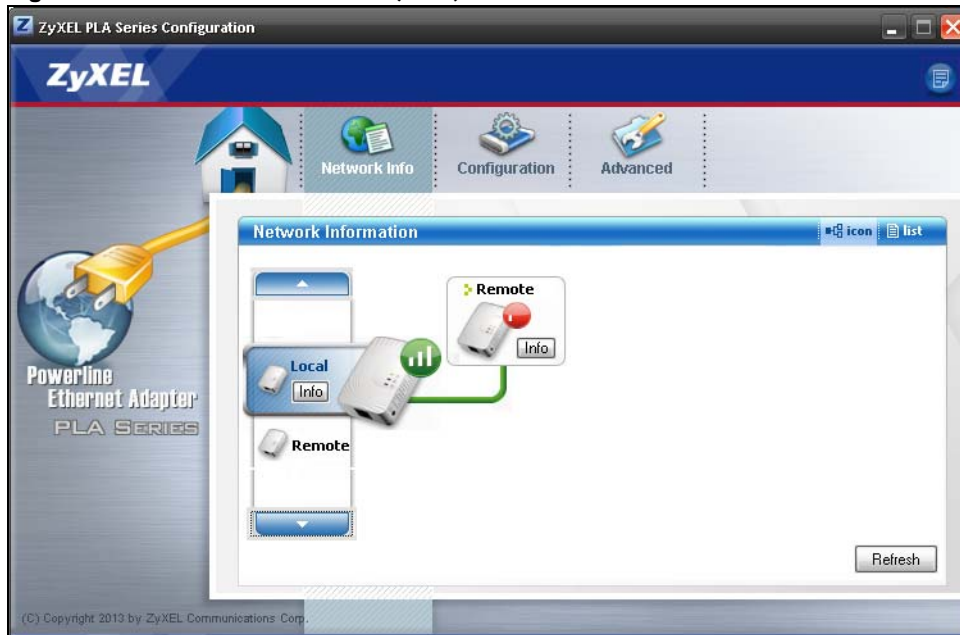 ZyXEL PLA Series Configuration
ZyXEL
Network Info
Configuration
Advanced
Network Information
icon
list
Remote
Info
Local
Info
Remote
Powerline
Ethernet Adapter
PLA SERIES
Refresh
(C) Copyright 2013 by ZyXEL Communications Corp.